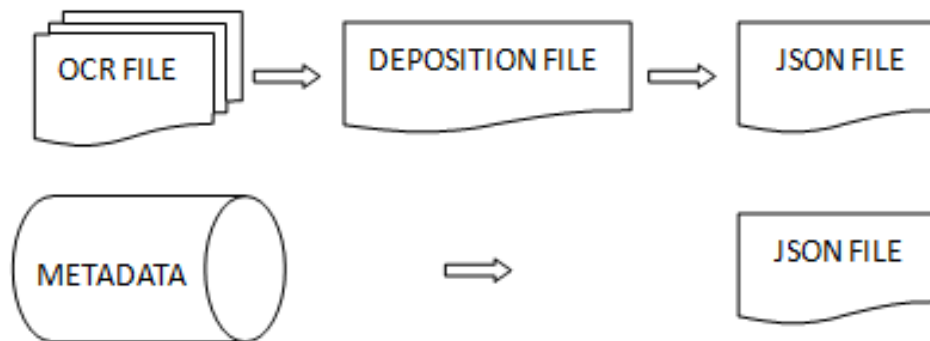 OCR FILE
DEPOSITION FILE
JSON FILE
METADATA
JSON FILE